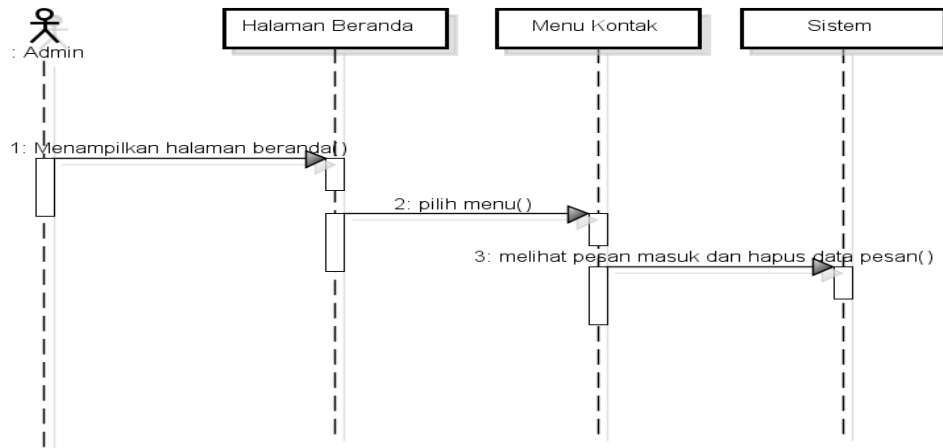 : Admin
Halaman Beranda
Menu Kontak
Sistem
1: Menampilkan halaman beranda()
2: pilih menu()
3: melihat pesan masuk dan hapus data pesan()